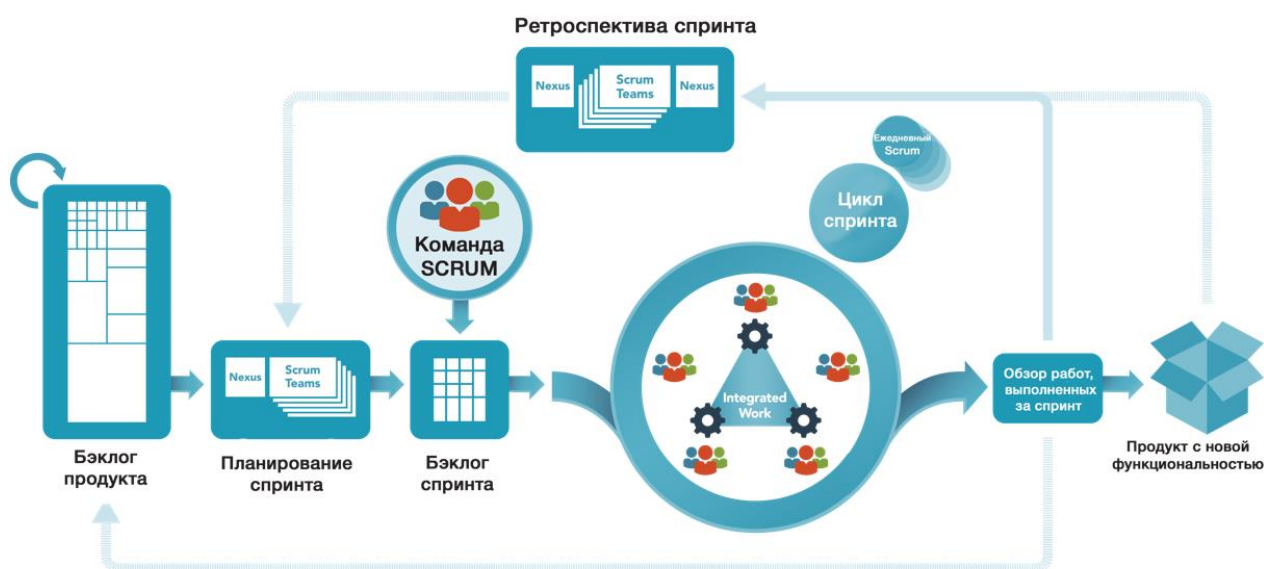 Ретроспектива спринта
Nexus
Scrum
Teams
Nexus
Ежедневный
Scrum
Цикл
спринта
Команда
SCRUM
Nexus
Scrum
Teams
Integrated
Work
Обзор работ,
выполненных
за спринт
Бэклог
продукта
Планирование
спринта
Бэклог
спринта
Продукт с новой
функциональностью